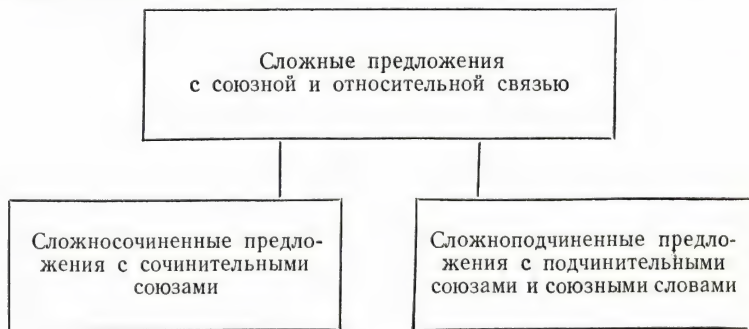 Сложные предложения
с союзной и относительной связью
Сложносочиненные предло-
жения с сочинительными
союзами
Сложноподчиненные предло-
жения с подчинительными
союзами и союзными словами